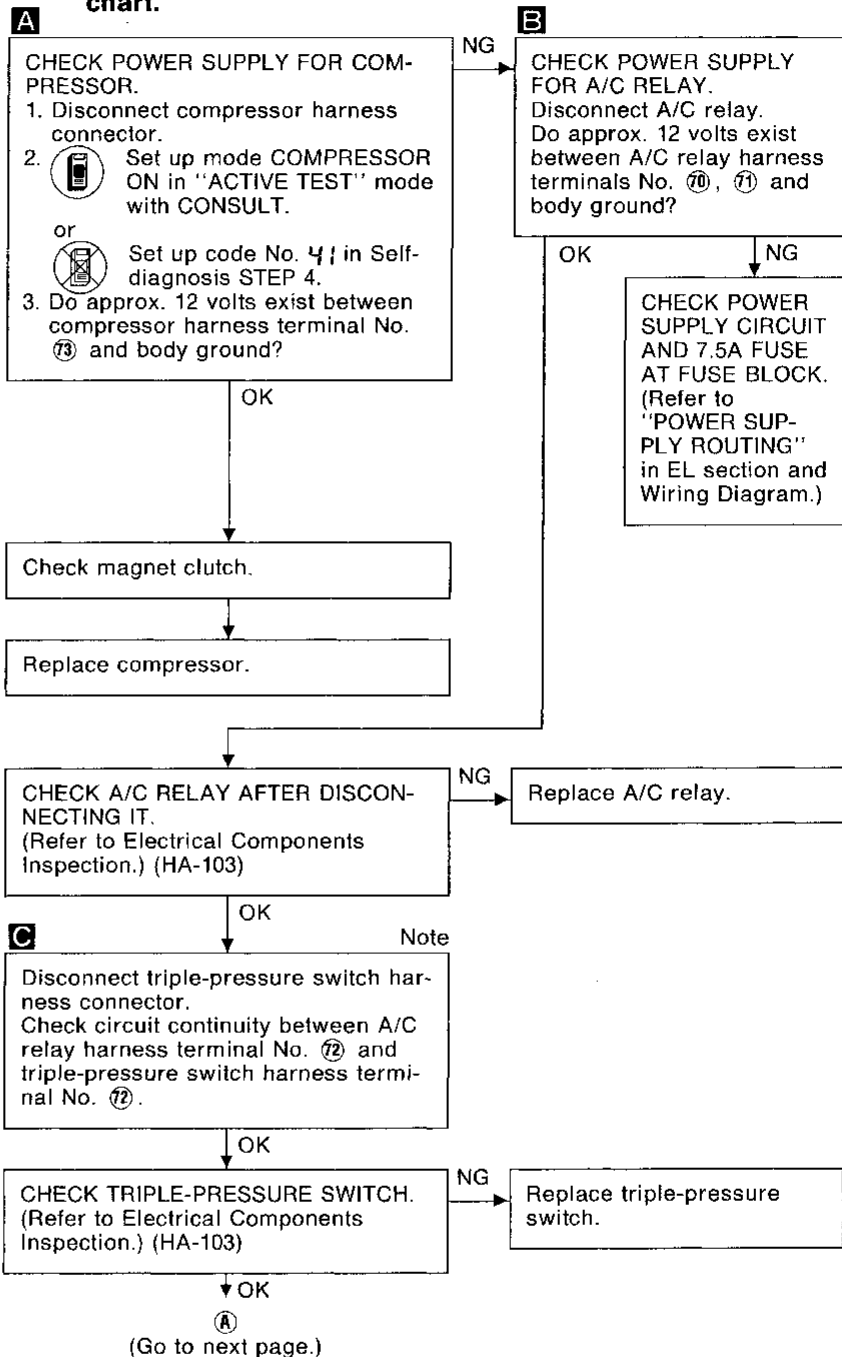 chart.
A
CHECK POWER SUPPLY FOR COM-
PRESSOR.
1. Disconnect compressor harness
connector.
2. Set up mode COMPRESSOR
ON in "ACTIVE TEST" mode
with CONSULT.
or
Set up code No. 41 in Self-
diagnosis STEP 4.
3. Do approx. 12 volts exist between
compressor harness terminal No.
73 and body ground?
NG
B
CHECK POWER SUPPLY
FOR A/C RELAY.
Disconnect A/C relay.
Do approx. 12 volts exist
between A/C relay harness
terminals No. 70, 71 and
body ground?
OK
NG
CHECK POWER
SUPPLY CIRCUIT
AND 7.5A FUSE
AT FUSE BLOCK.
(Refer to
"POWER SUP-
PLY ROUTING"
in EL section and
Wiring Diagram.)
OK
Check magnet clutch.
Replace compressor.
CHECK A/C RELAY AFTER DISCON-
NECTING IT.
(Refer to Electrical Components
Inspection.) (HA-103)
NG
Replace A/C relay.
OK
C
Note
Disconnect triple-pressure switch har-
ness connector.
Check circuit continuity between A/C
relay harness terminal No. 72 and
triple-pressure switch harness termi-
nal No. 72.
OK
CHECK TRIPLE-PRESSURE SWITCH.
(Refer to Electrical Components
Inspection.) (HA-103)
NG
Replace triple-pressure
switch.
OK
A
(Go to next page.)